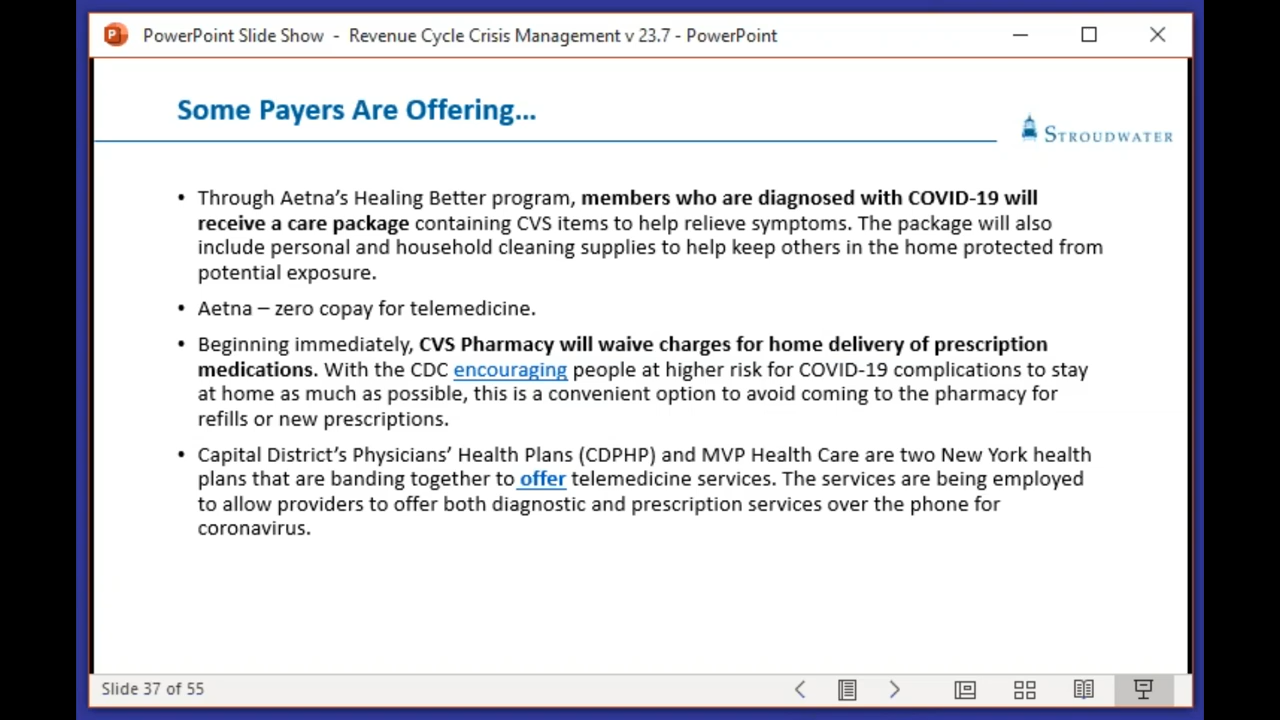 PowerPoint Slide Show - Revenue Cycle Crisis Management v 23.7 - PowerPoint
Some Payers Are Offering...
STROUDWATER
• Through Aetna's Healing Better program, members who are diagnosed with COVID-19 will
receive a care package containing CVS items to help relieve symptoms. The package will also
include personal and household cleaning supplies to help keep others in the home protected from
potential exposure.
• Aetna – zero copay for telemedicine.
• Beginning immediately, CVS Pharmacy will waive charges for home delivery of prescription
medications. With the CDC encouraging people at higher risk for COVID-19 complications to stay
at home as much as possible, this is a convenient option to avoid coming to the pharmacy for
refills or new prescriptions.
• Capital District's Physicians' Health Plans (CDPHP) and MVP Health Care are two New York health
plans that are banding together to offer telemedicine services. The services are being employed
to allow providers to offer both diagnostic and prescription services over the phone for
coronavirus.
Slide 37 of 55